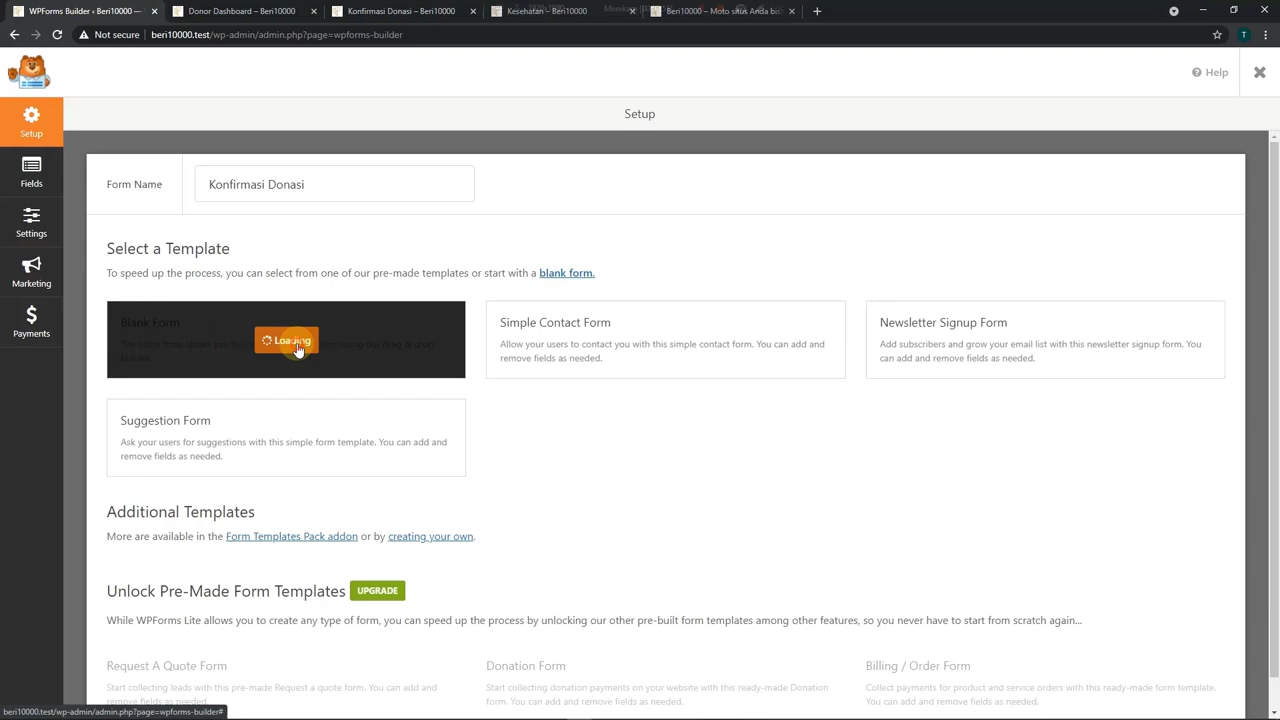 WPForms Builder ‹ Beri10000
Donor Dashboard – Beri10000
Konfirmasi Donasi – Beri10000
Kesehatan – Beri10000
Beri10000 – Moto situs Anda bis
Not secure
beri10000.test/wp-admin/admin.php?page=wpforms-builder
T
Help
Setup
Setup
Fields
Settings
Marketing
Payments
Form Name
Konfirmasi Donasi
Select a Template
To speed up the process, you can select from one of our pre-made templates or start with a blank form.
Blank Form
Loading
Simple Contact Form
Allow your users to contact you with this simple contact form. You can add and
remove fields as needed.
Newsletter Signup Form
Add subscribers and grow your email list with this newsletter signup form. You
can add and remove fields as needed.
Suggestion Form
Ask your users for suggestions with this simple form template. You can add and
remove fields as needed.
Additional Templates
More are available in the Form Templates Pack addon or by creating your own.
Unlock Pre-Made Form Templates UPGRADE
While WPForms Lite allows you to create any type of form, you can speed up the process by unlocking our other pre-built form templates among other features, so you never have to start from scratch again...
Request A Quote Form
Start collecting leads with this pre-made Request a quote form. You can add and
remove fields as needed.
Donation Form
Start collecting donation payments on your website with this ready-made Donation
form. You can add and remove fields as needed.
Billing / Order Form
Collect payments for product and service orders with this ready-made form template.
You can add and remove fields as needed.
beri10000.test/wp-admin/admin.php?page=wpforms-builder#